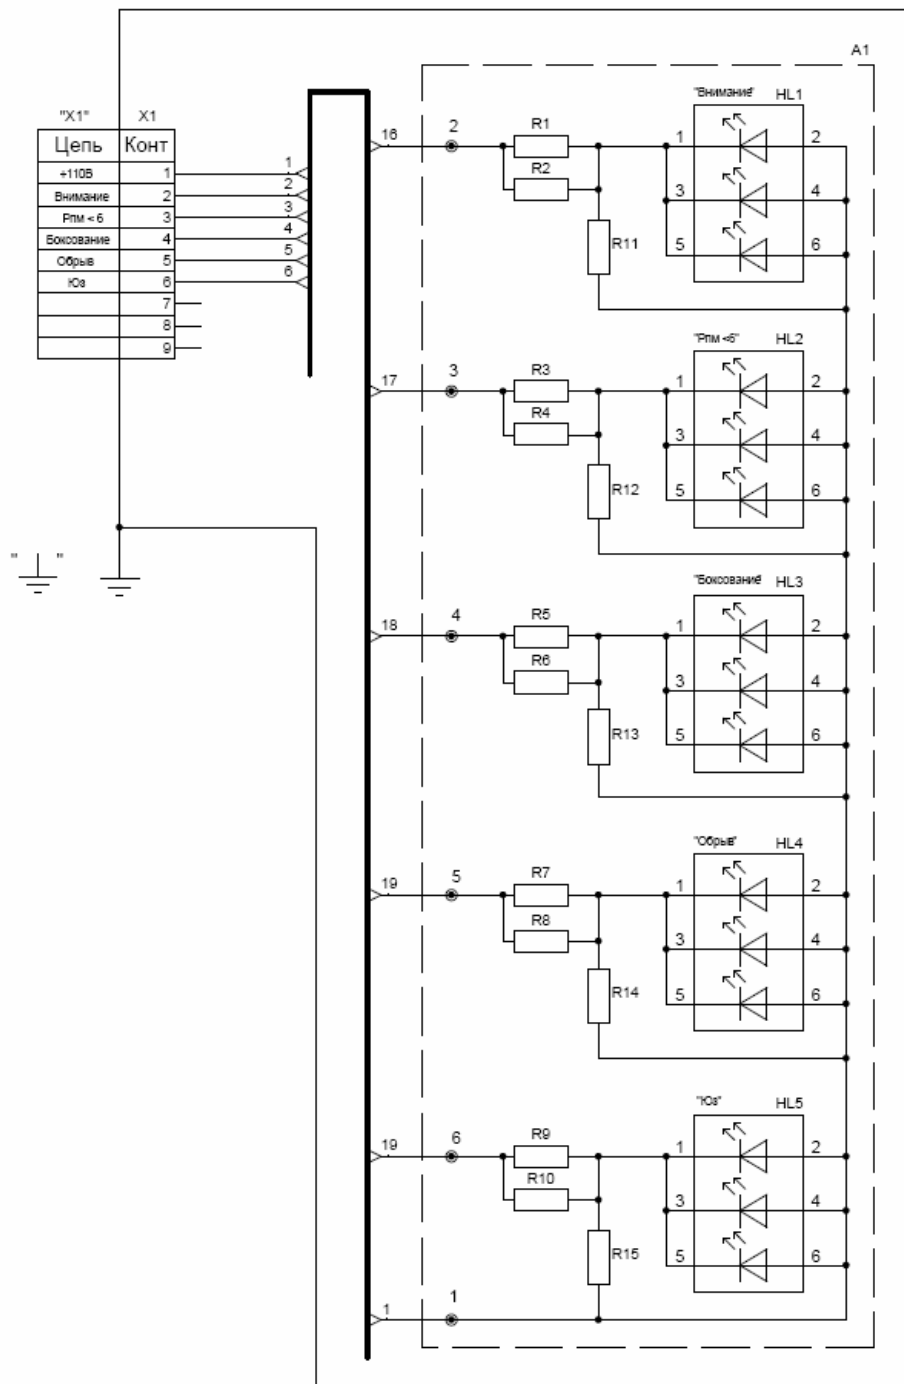 A1
"X1" X1
Цепь Конт
+110В 1
Внимание 2
Рпм < 6 3
Боксование 4
Обрыв 5
Юз 6
7
8
9
1
2
3
4
5
6
16 2 R1 "Внимание" HL1
1 2
R2
3 4
R11
5 6
17 3 R3 "Рпм <6" HL2
1 2
R4
3 4
R12
5 6
" "
18 4 R5 "Боксование" HL3
1 2
R6
3 4
R13
5 6
19 5 R7 "Обрыв" HL4
1 2
R8
3 4
R14
5 6
19 6 R9 "Юз" HL5
1 2
R10
3 4
R15
5 6
1 1